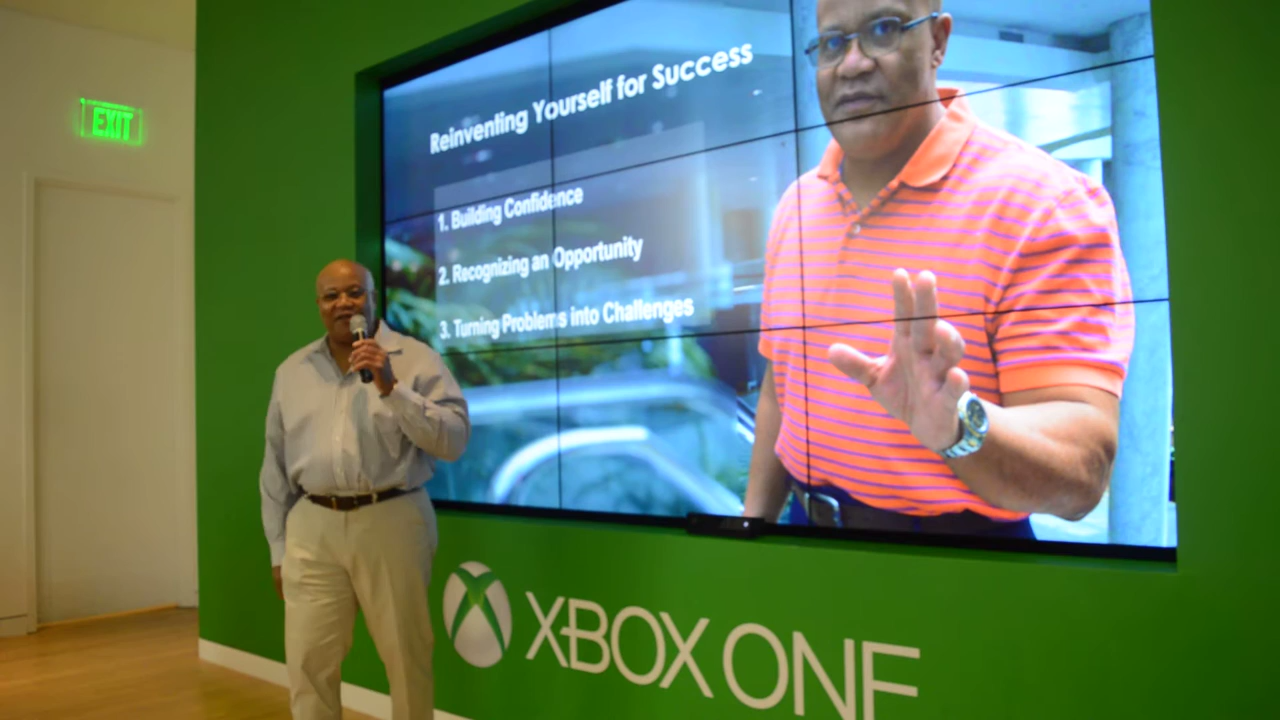 EXIT
Reinventing Yourself for Success
1. Building Confidence
2. Recognizing an Opportunity
3. Turning Problems into Challenges
XBOX ONE